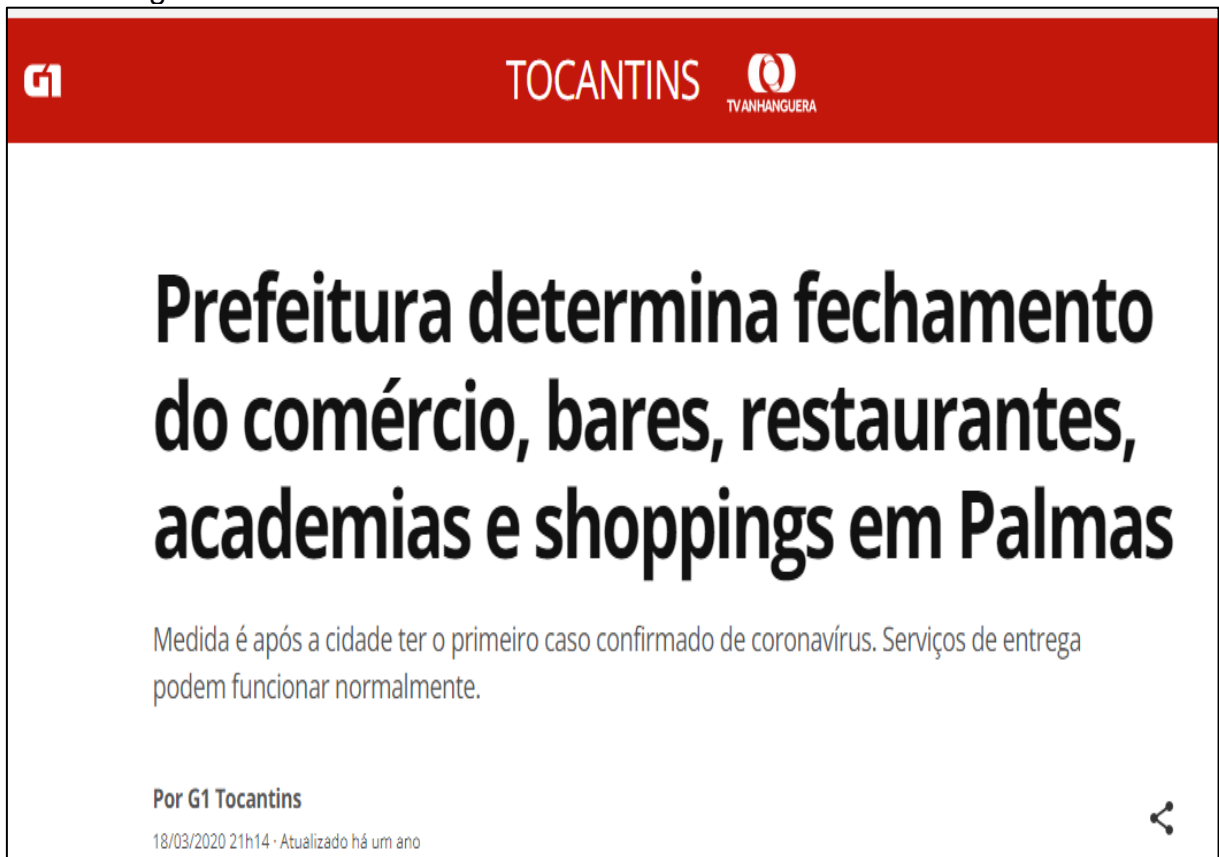 G1
TOCANTINS
TV ANHANGUERA
Prefeitura determina fechamento
do comércio, bares, restaurantes,
academias e shoppings em Palmas
Medida é após a cidade ter o primeiro caso confirmado de coronavírus. Serviços de entrega
podem funcionar normalmente.
Por G1 Tocantins
18/03/2020 21h14 · Atualizado há um ano